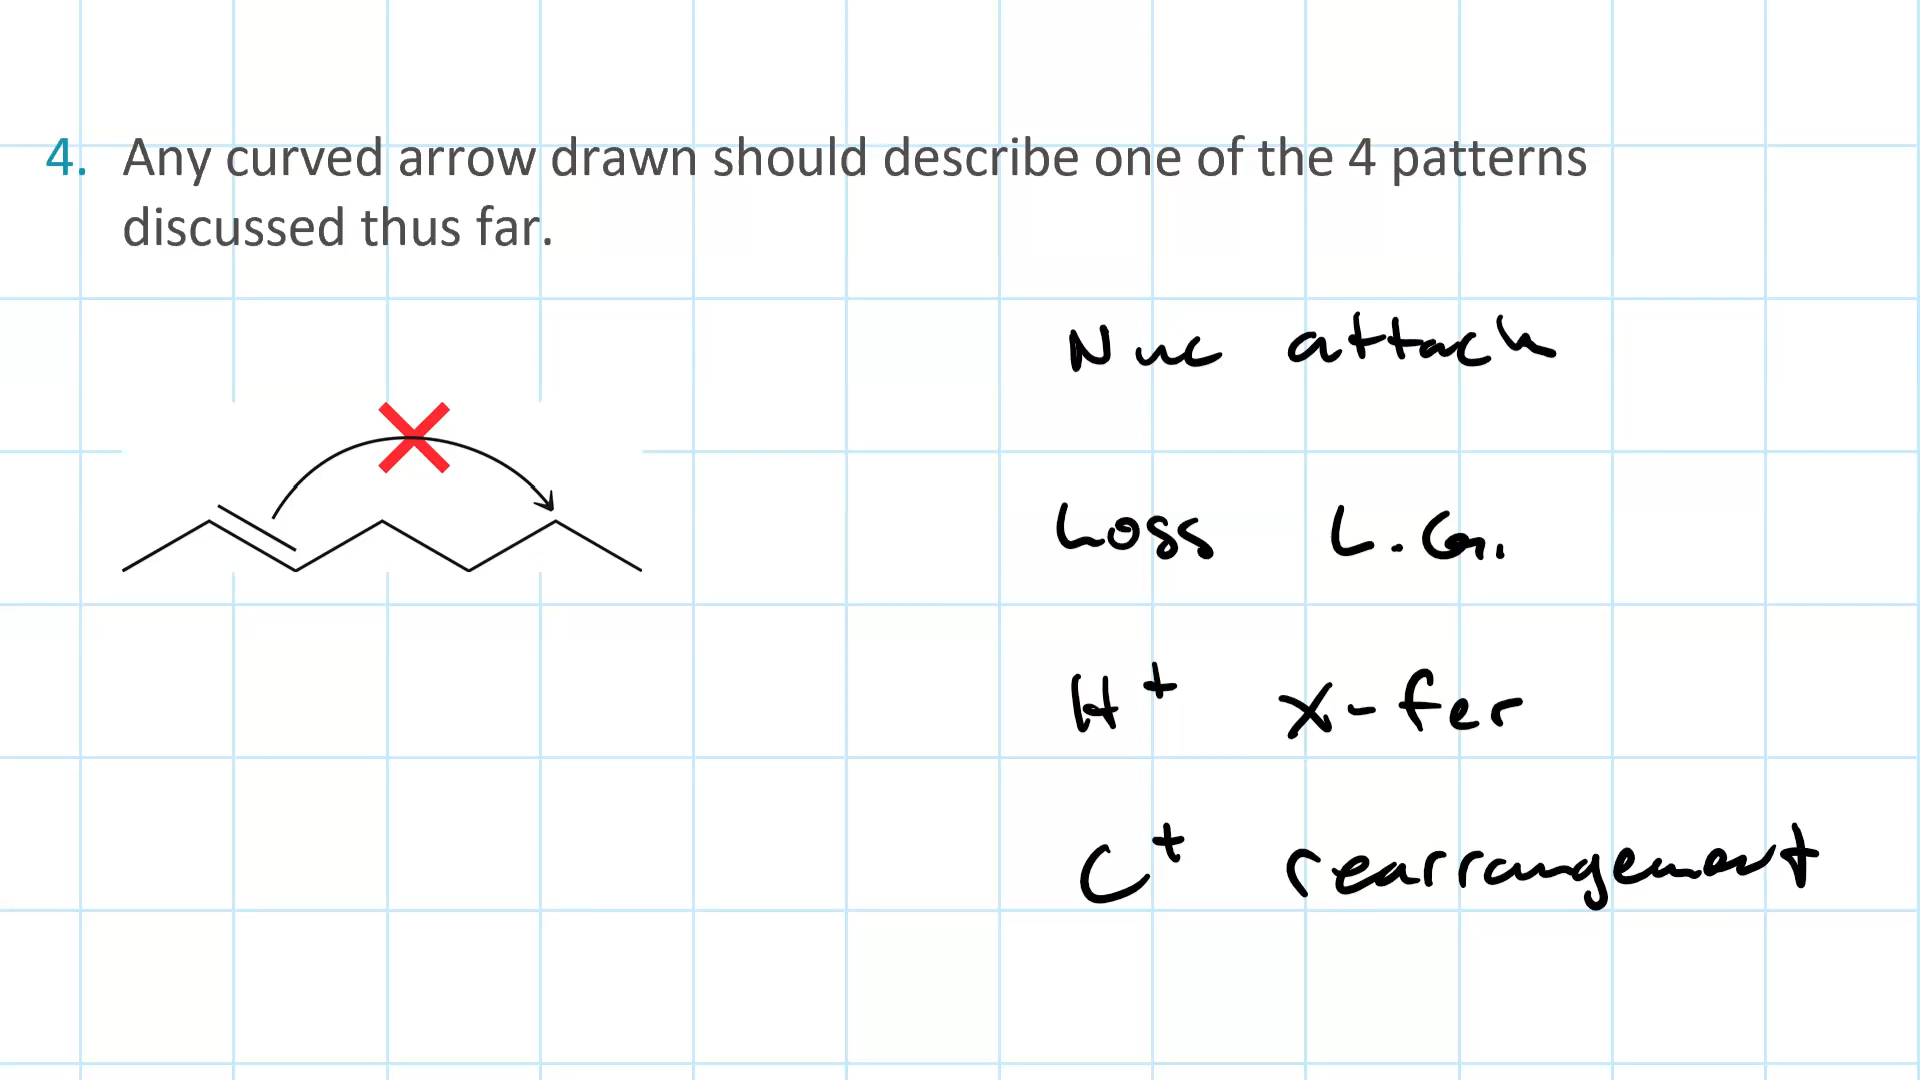 4. Any curved arrow drawn should describe one of the 4 patterns
discussed thus far.
Nuc attack
Loss L.G.
H+ x-fer
C+ rearrangement